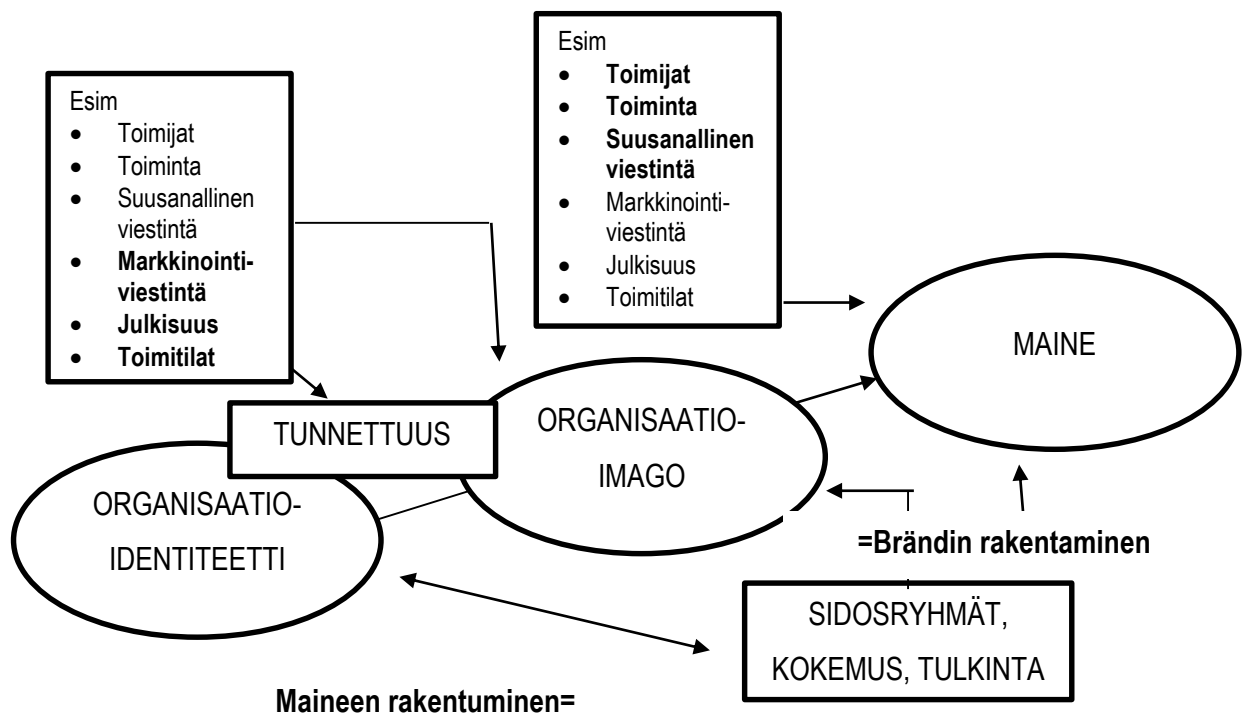 Esim
• Toimijat
• Toiminta
• Suusanallinen
viestintä
• Markkinointi-
viestintä
• Julkisuus
• Toimitilat
Esim
• Toimijat
• Toiminta
• Suusanallinen
viestintä
• Markkinointi-
viestintä
• Julkisuus
• Toimitilat
MAINE
TUNNETTUUS
ORGANISAATIO-
IMAGO
ORGANISAATIO-
IDENTITEETTI
=Brändin rakentaminen
SIDOSRYHMÄT,
KOKEMUS, TULKINTA
Maineen rakentuminen=